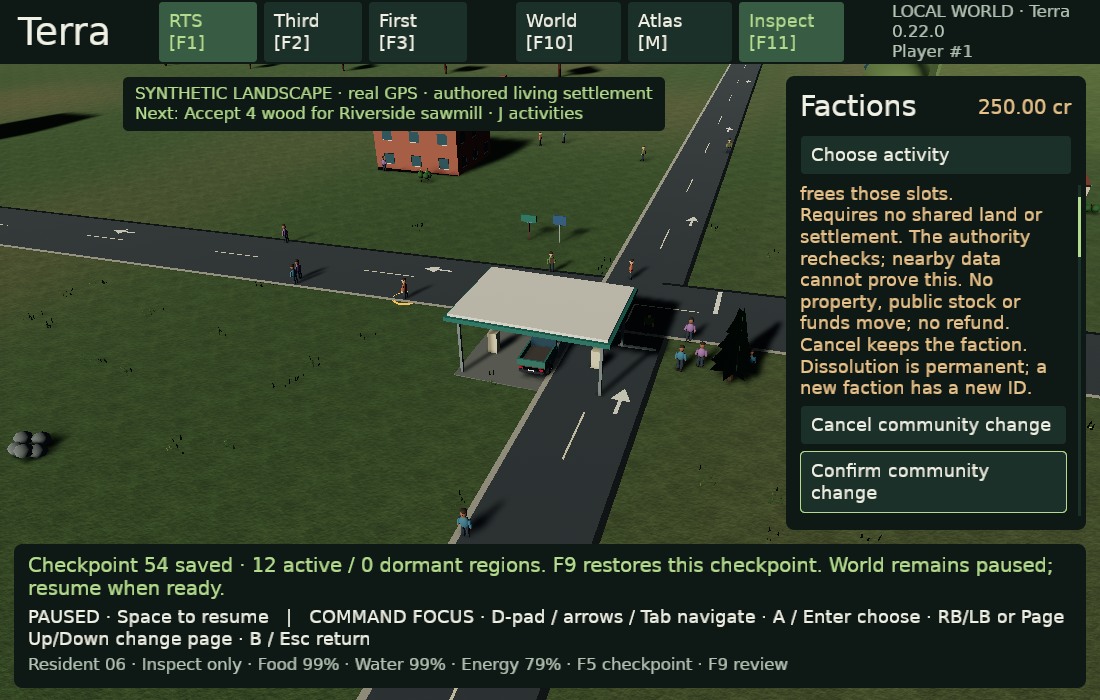 Terra
RTS
[F1]
Third
[F2]
First
[F3]
World
[F10]
Atlas
[M]
Inspect
[F11]
LOCAL WORLD · Terra
0.22.0
Player #1
SYNTHETIC LANDSCAPE · real GPS · authored living settlement
Next: Accept 4 wood for Riverside sawmill · J activities
Factions
250.00 cr
Choose activity
frees those slots.
Requires no shared land or
settlement. The authority
rechecks; nearby data
cannot prove this. No
property, public stock or
funds move; no refund.
Cancel keeps the faction.
Dissolution is permanent; a
new faction has a new ID.
Cancel community change
Confirm community
change
Checkpoint 54 saved · 12 active / 0 dormant regions. F9 restores this checkpoint. World remains paused;
resume when ready.
PAUSED · Space to resume | COMMAND FOCUS · D-pad / arrows / Tab navigate · A / Enter choose · RB/LB or Page
Up/Down change page · B / Esc return
Resident 06 · Inspect only · Food 99% · Water 99% · Energy 79% · F5 checkpoint · F9 review